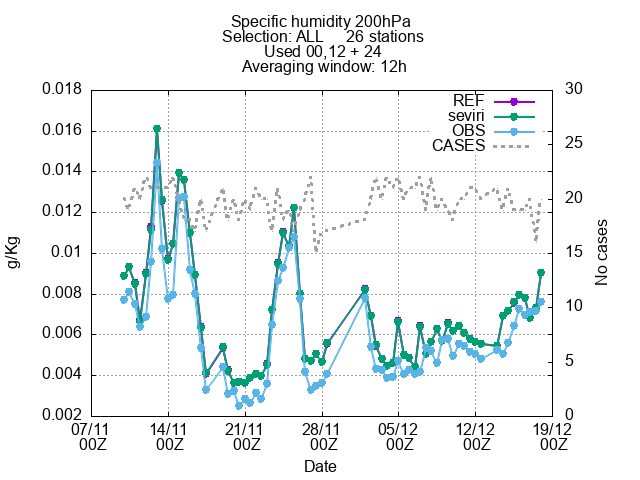 Specific humidity 200hPa
Selection: ALL 26 stations
Used 00,12 + 24
Averaging window: 12h
0.018
0.016
0.014
0.012
0.01
0.008
0.006
0.004
0.002
g/Kg
30
25
20
15
10
5
0
No cases
REF
seviri
OBS
CASES
07/11 14/11 21/11 28/11 05/12 12/12 19/12
00Z 00Z 00Z 00Z 00Z 00Z 00Z
Date